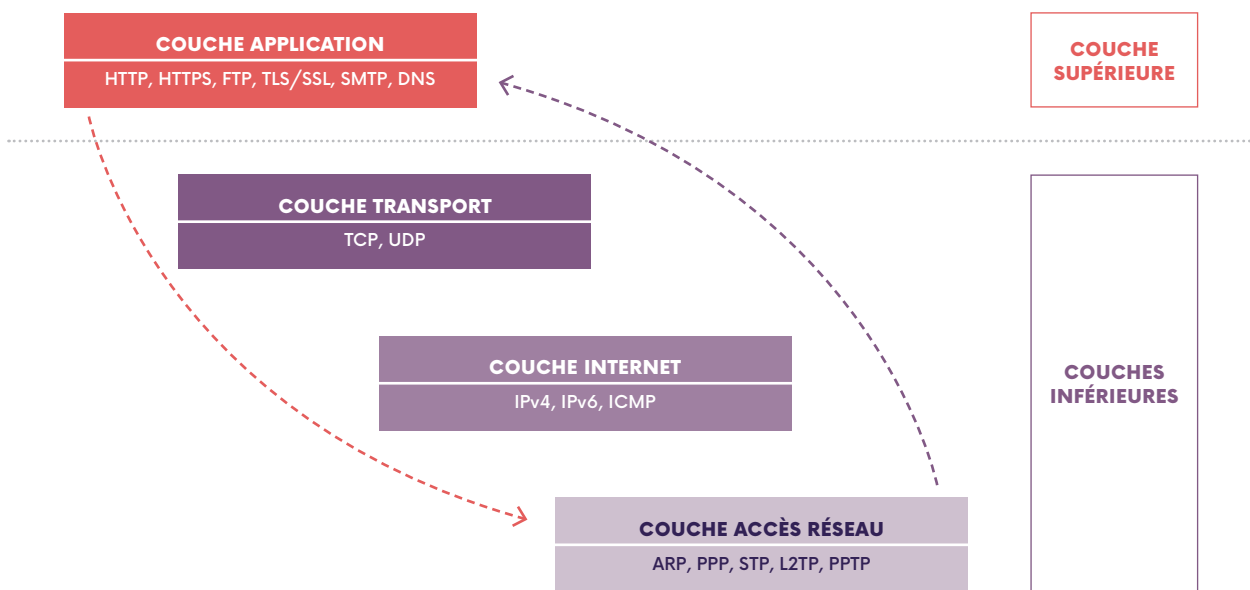 COUCHE APPLICATION
HTTP, HTTPS, FTP, TLS/SSL, SMTP, DNS
COUCHE
SUPÉRIEURE
COUCHE TRANSPORT
TCP, UDP
COUCHE INTERNET
IPv4, IPv6, ICMP
COUCHES
INFÉRIEURES
COUCHE ACCÈS RÉSEAU
ARP, PPP, STP, L2TP, PPTP